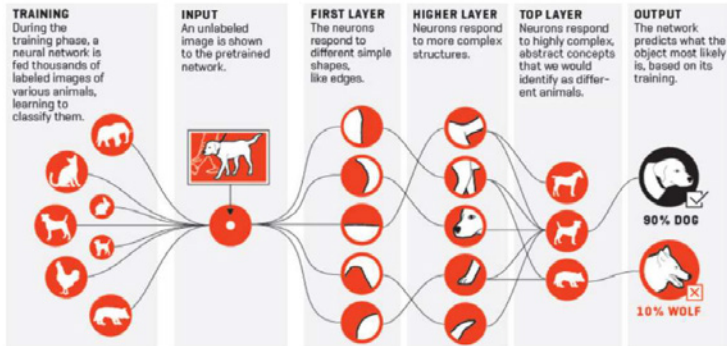 TRAINING
During the
training phase, a
neural network is
fed thousands of
labeled images of
various animals,
learning to
classify them.
INPUT
An unlabeled
image is shown
to the pretrained
network.
FIRST LAYER
The neurons
respond to
different simple
shapes,
like edges.
HIGHER LAYER
Neurons respond
to more complex
structures.
TOP LAYER
Neurons respond
to highly complex,
abstract concepts
that we would
identify as differ-
ent animals.
OUTPUT
The network
predicts what the
object most likely
is, based on its
training.
90% DOG
10% WOLF